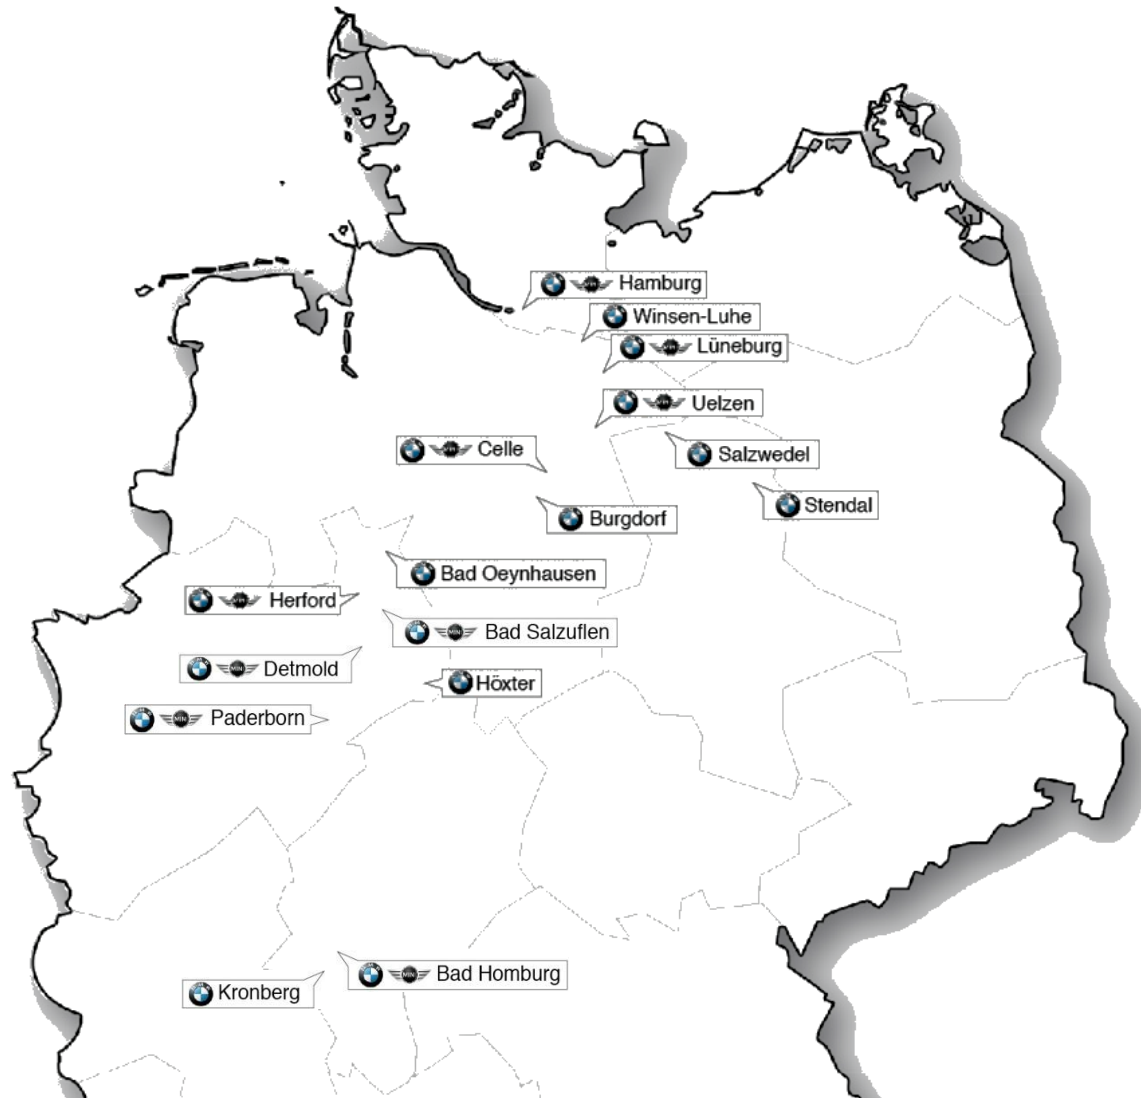 Hamburg
Winsen-Luhe
Lüneburg
Uelzen
Celle
Salzwedel
Stendal
Burgdorf
Bad Oeynhausen
Herford
Bad Salzuflen
Detmold
Höxter
Paderborn
Bad Homburg
Kronberg